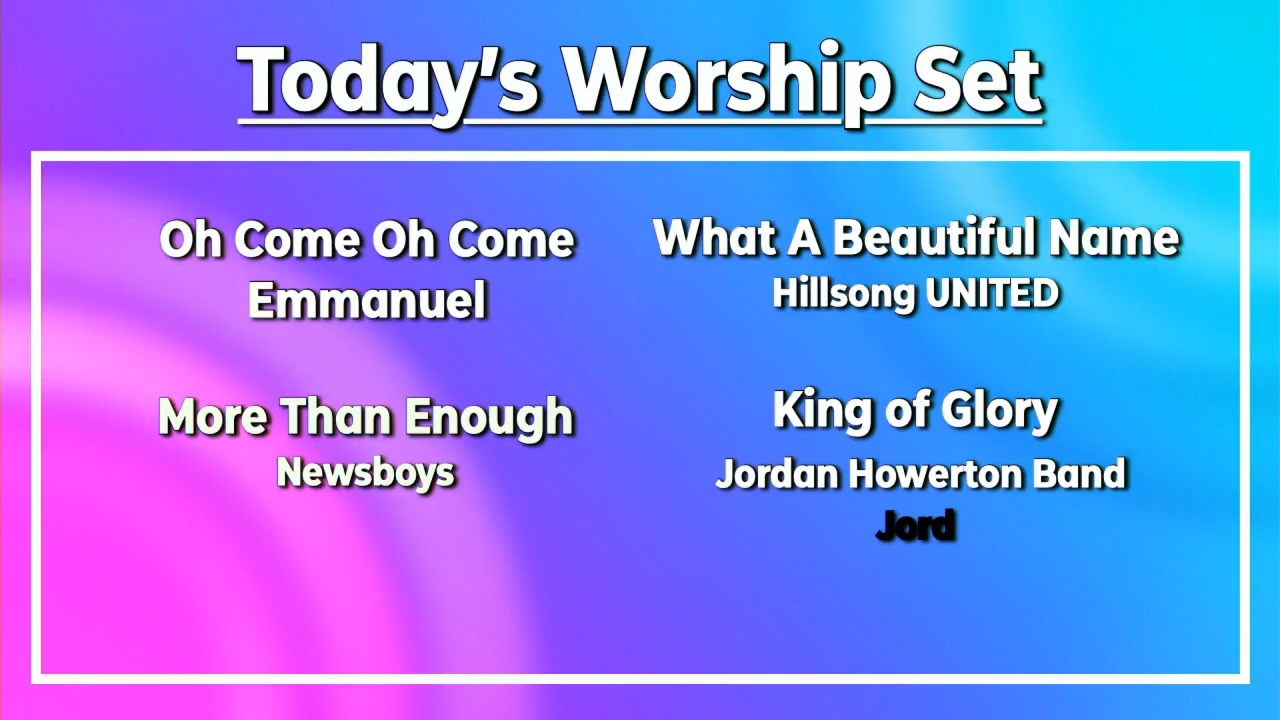 Today's Worship Set
Oh Come Oh Come
Emmanuel
More Than Enough
Newsboys
What A Beautiful Name
Hillsong UNITED
King of Glory
Jordan Howerton Band
Jord